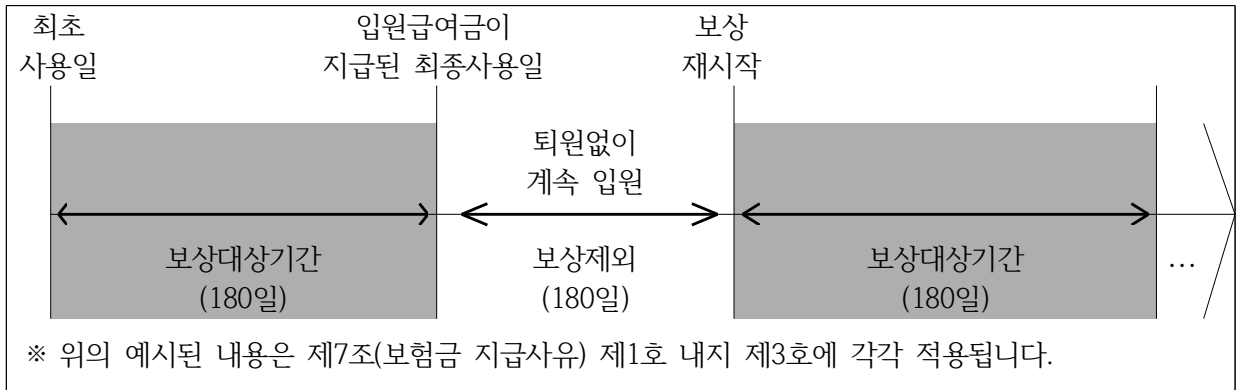 최초
사용일
입원급여금이
지급된 최종사용일
보상
재시작
퇴원없이
계속 입원
보상대상기간
(180일)
보상제외
(180일)
보상대상기간
(180일)
…
※ 위의 예시된 내용은 제7조(보험금 지급사유) 제1호 내지 제3호에 각각 적용됩니다.